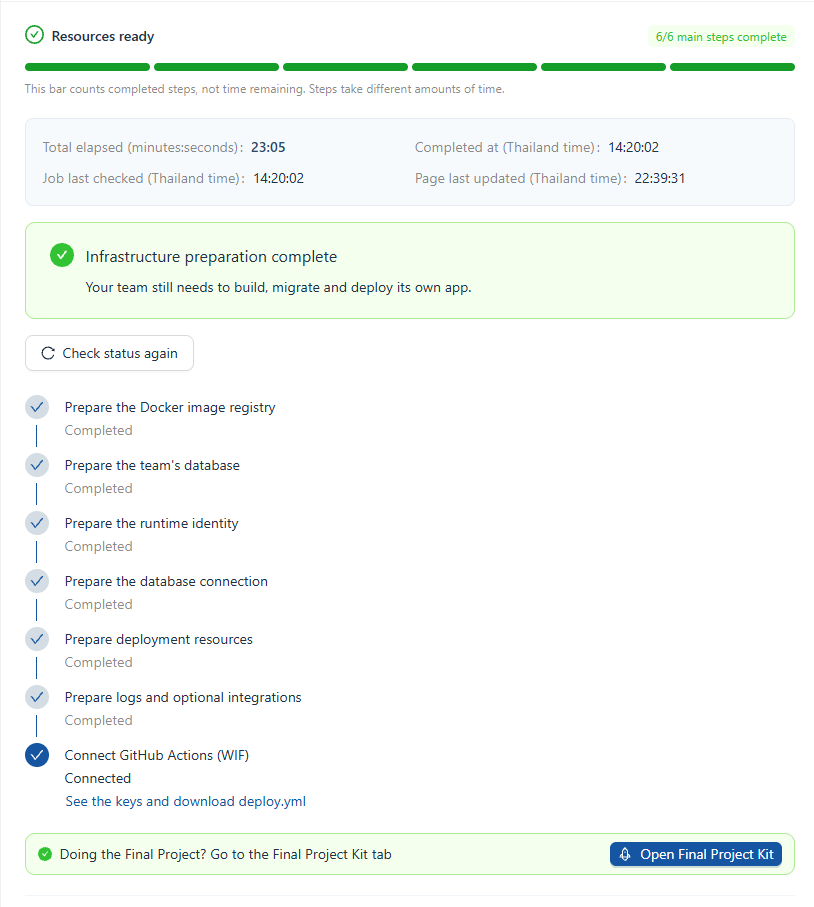 Resources ready
6/6 main steps complete
This bar counts completed steps, not time remaining. Steps take different amounts of time.
Total elapsed (minutes:seconds): 23:05
Completed at (Thailand time): 14:20:02
Job last checked (Thailand time): 14:20:02
Page last updated (Thailand time): 22:39:31
Infrastructure preparation complete
Your team still needs to build, migrate and deploy its own app.
Check status again
Prepare the Docker image registry
Completed
Prepare the team's database
Completed
Prepare the runtime identity
Completed
Prepare the database connection
Completed
Prepare deployment resources
Completed
Prepare logs and optional integrations
Completed
Connect GitHub Actions (WIF)
Connected
See the keys and download deploy.yml
Doing the Final Project? Go to the Final Project Kit tab
Open Final Project Kit